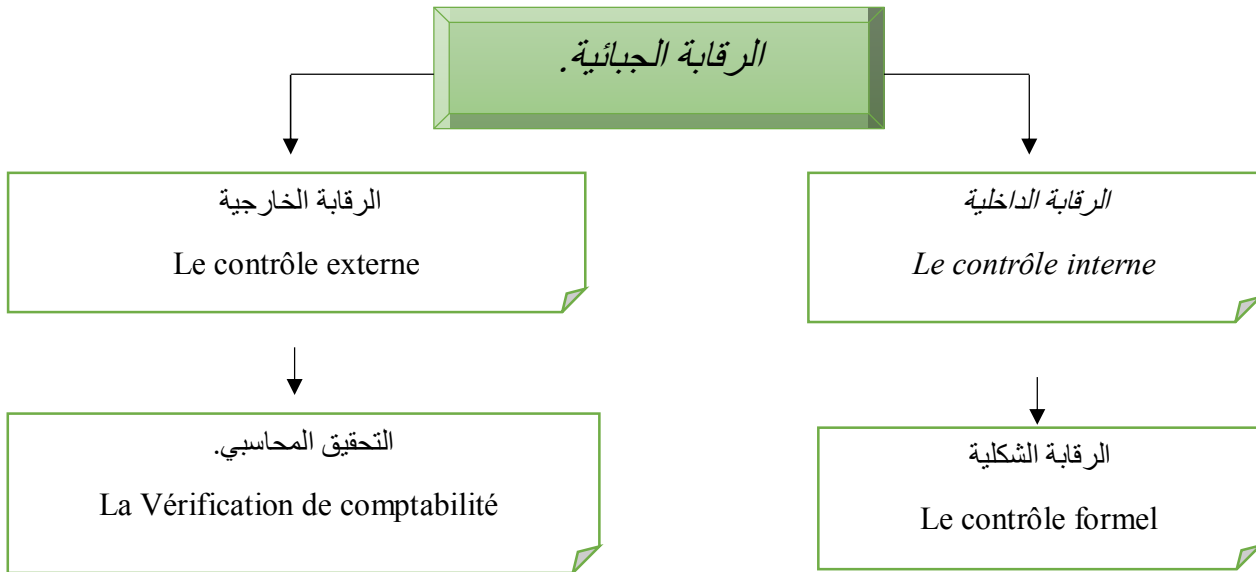 الرقابة الجبائية.
الرقابة الداخلية
Le contrôle interne
الرقابة الخارجية
Le contrôle externe
الرقابة الشكلية
Le contrôle formel
التحقيق المحاسبي.
La Vérification de comptabilité